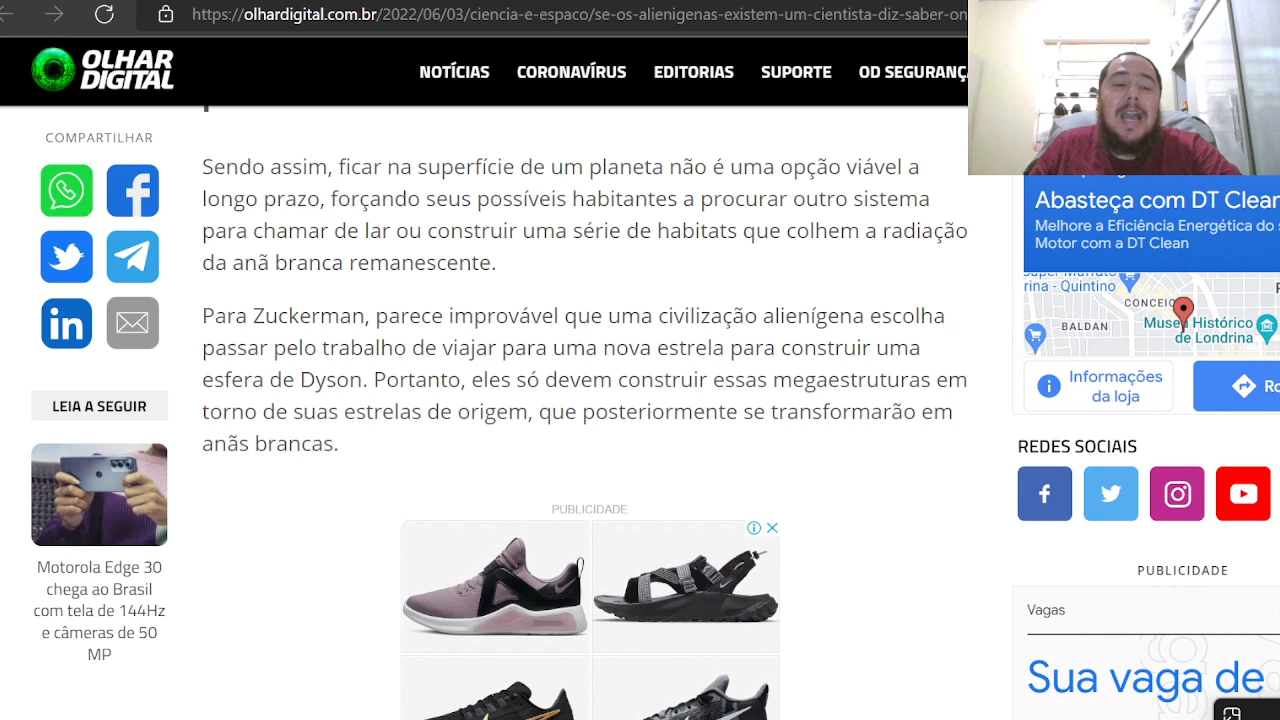 https://olhardigital.com.br/2022/06/03/ciencia-e-espaco/se-os-alienigenas-existem-um-cientista-diz-saber-on
OLHAR
DIGITAL
NOTÍCIAS
CORONAVÍRUS
EDITORIAS
SUPORTE
OD SEGURANÇA
COMPARTILHAR
Sendo assim, ficar na superfície de um planeta não é uma opção viável a
longo prazo, forçando seus possíveis habitantes a procurar outro sistema
para chamar de lar ou construir uma série de habitats que colhem a radiação
da anã branca remanescente.
Para Zuckerman, parece improvável que uma civilização alienígena escolha
passar pelo trabalho de viajar para uma nova estrela para construir uma
esfera de Dyson. Portanto, eles só devem construir essas megaestruturas em
torno de suas estrelas de origem, que posteriormente se transformarão em
anãs brancas.
LEIA A SEGUIR
Motorola Edge 30
chega ao Brasil
com tela de 144Hz
e câmeras de 50
MP
PUBLICIDADE
Abasteça com DT Clean
Melhore a Eficiência Energética do s
Motor com a DT Clean
rina - Quintino
CONCEIÇ
BALDAN
Museu Histórico
de Londrina
Informações
da loja
Ro
REDES SOCIAIS
PUBLICIDADE
Vagas
Sua vaga de